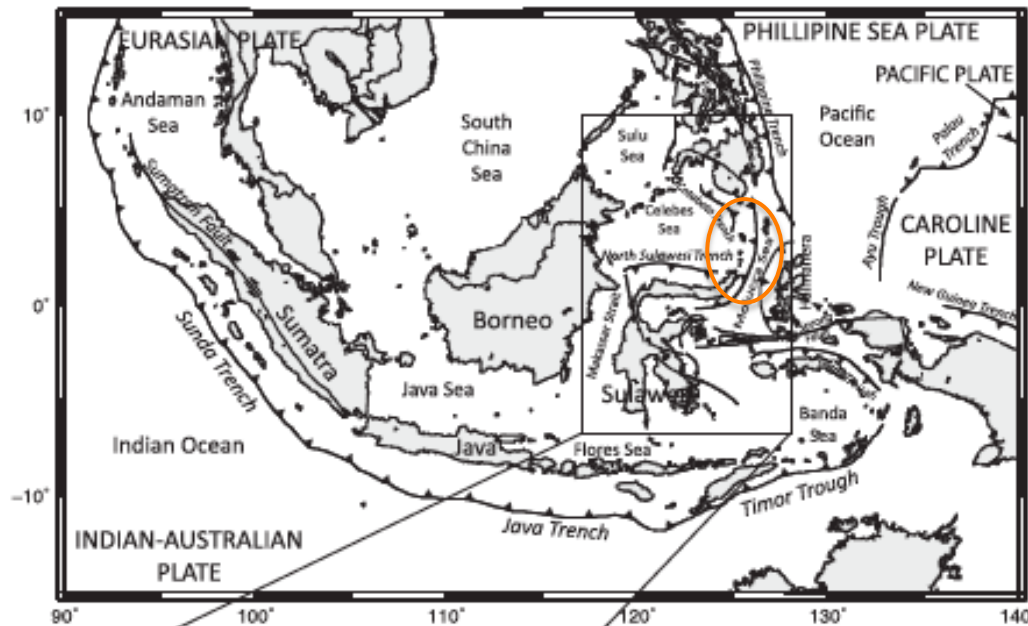 EURASIAN PLATE
PHILLIPINE SEA PLATE
PACIFIC PLATE
Andaman
Sea
10°
South
China
Sea
Sulu
Sea
Philippine Trench
Pacific
Ocean
Palau
Trench
Sumatran Fault
Celebes
Sea
Ayu Trough
CAROLINE
PLATE
North Sulawesi Trench
Halmahera
New Guinea Trench
0°
Sunda Trench
Sumatra
Borneo
Makassar Street
Java Sea
Sulawesi
Banda
Sea
Indian Ocean
Java
Flores Sea
−10°
Java Trench
Timor Trough
INDIAN-AUSTRALIAN
PLATE
90°
100°
110°
120°
130°
140